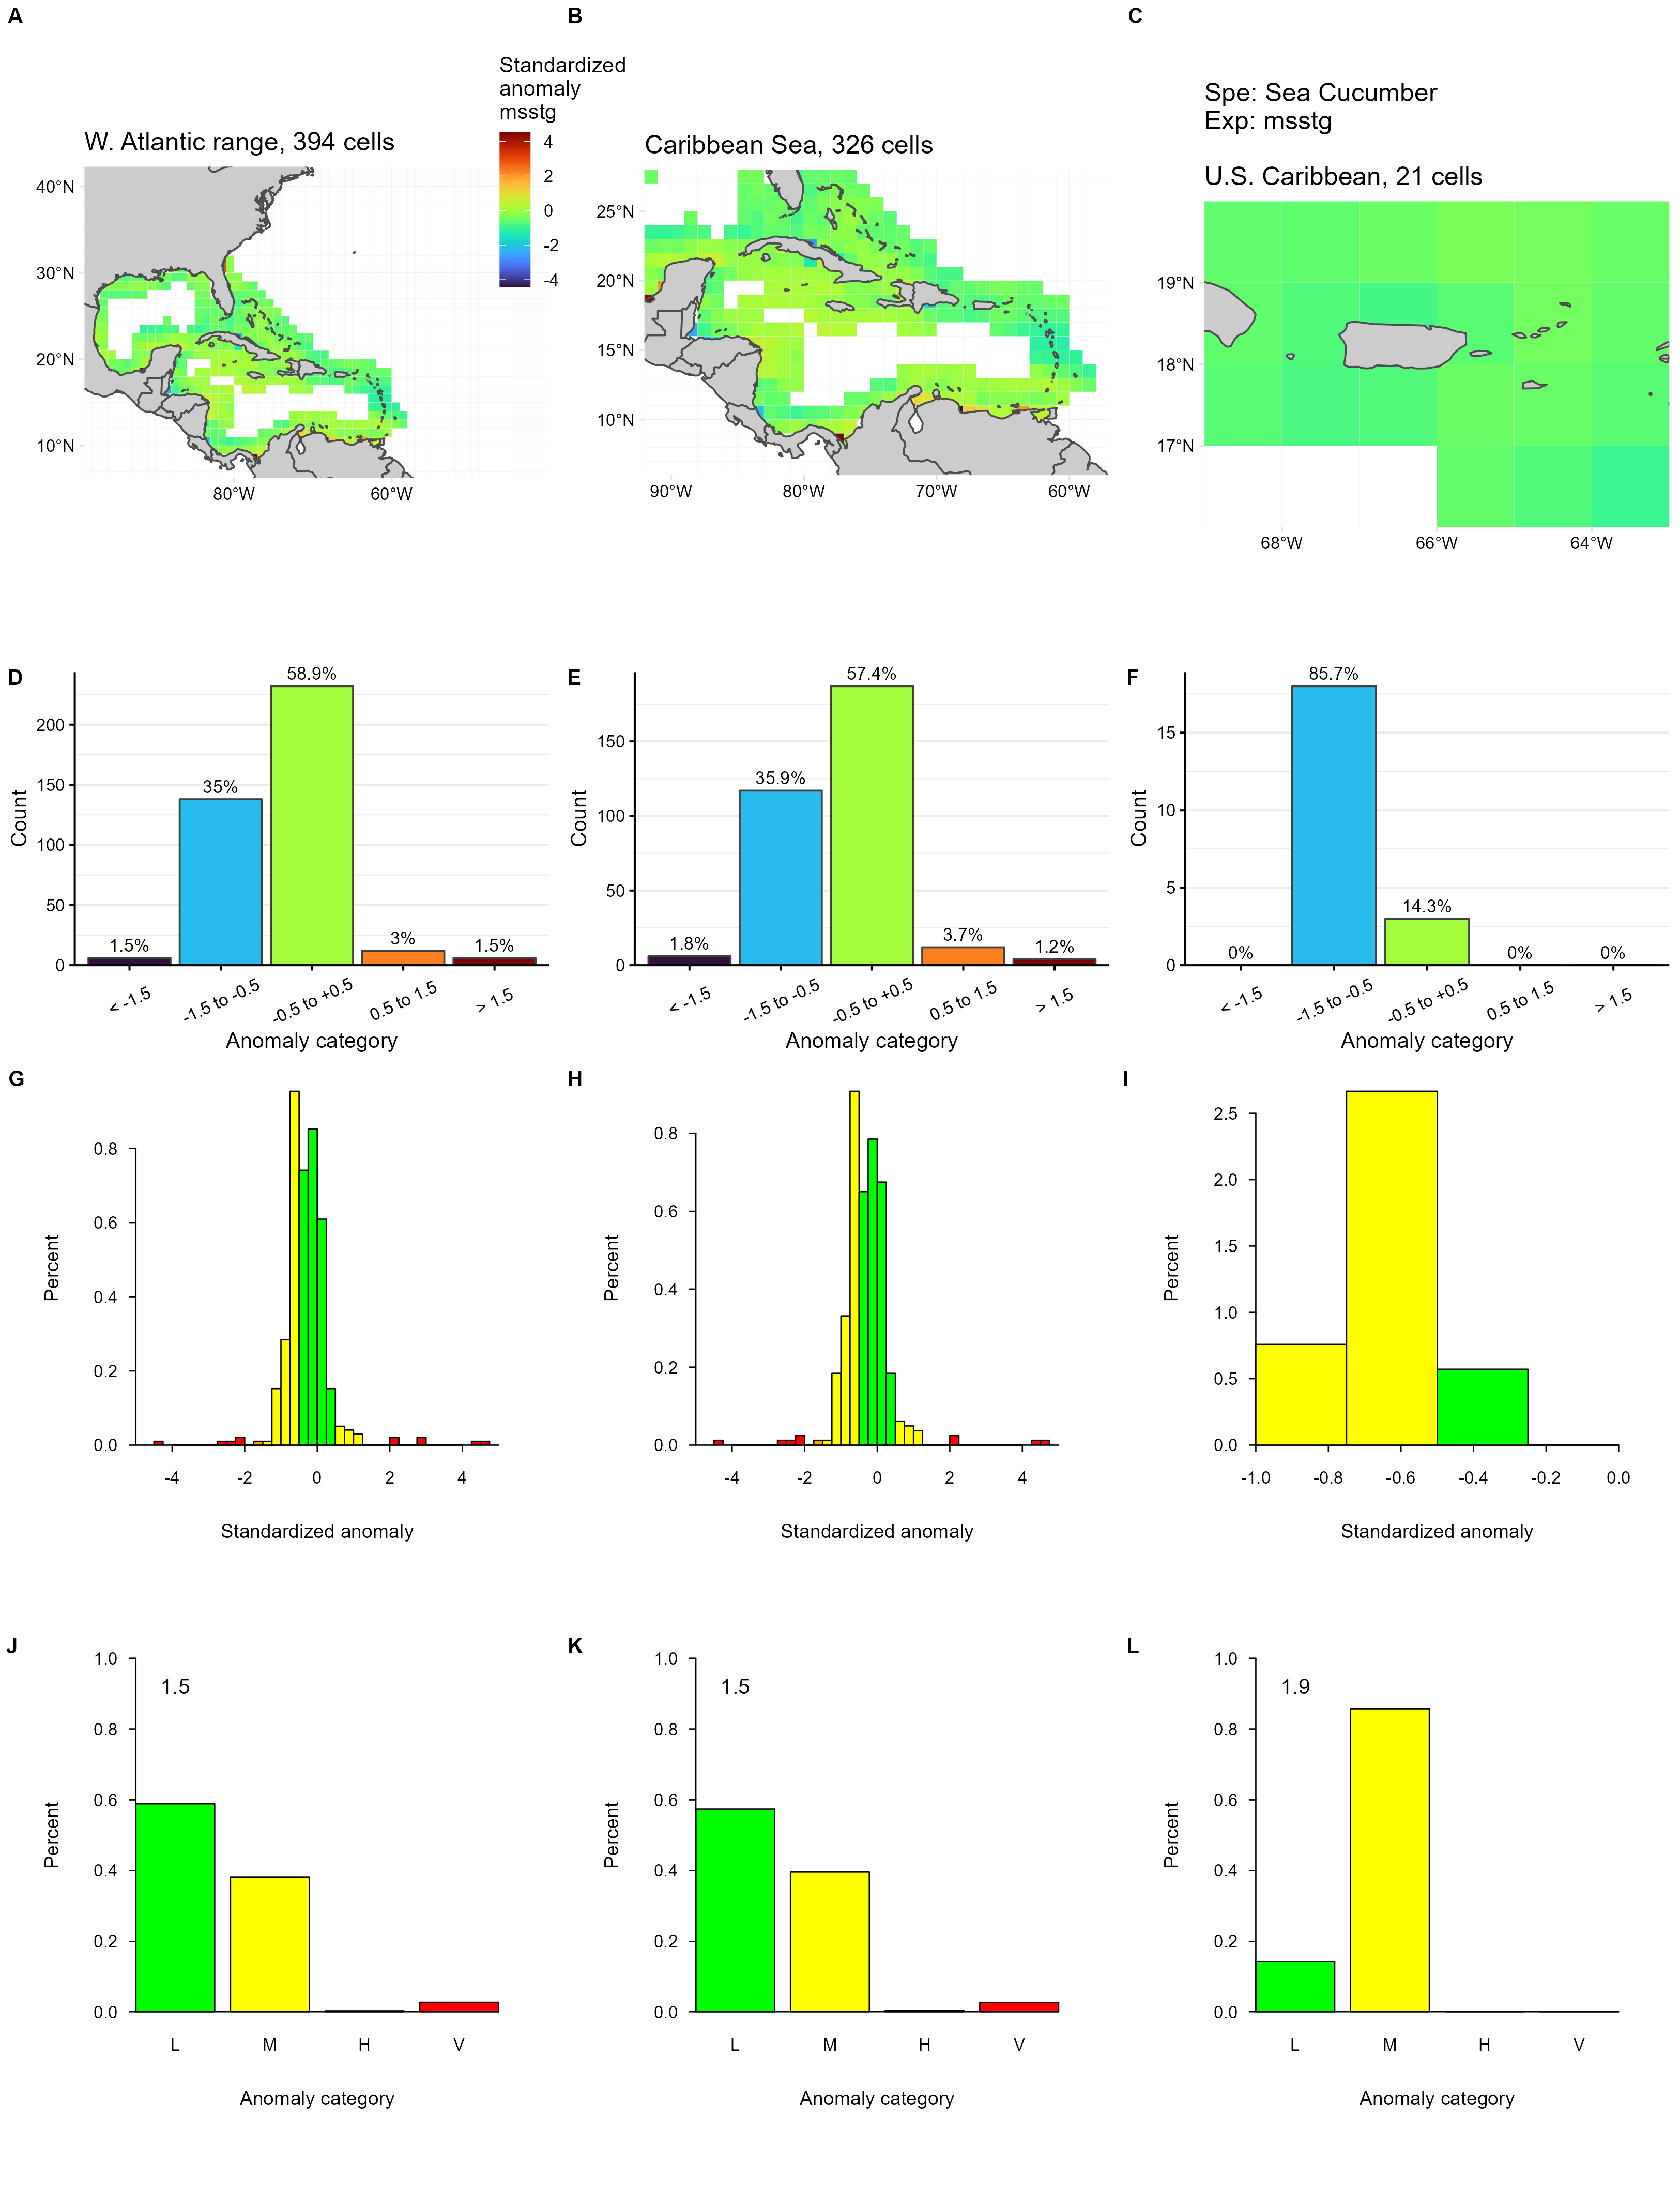 A
B
C
Standardized
anomaly
msstg
4
2
0
-2
-4
W. Atlantic range, 394 cells
40°N
30°N
20°N
10°N
80°W
60°W
Caribbean Sea, 326 cells
25°N
20°N
15°N
10°N
90°W
80°W
70°W
60°W
Spe: Sea Cucumber
Exp: msstg
U.S. Caribbean, 21 cells
19°N
18°N
17°N
68°W
66°W
64°W
D
Count
200
150
100
50
0
1.5%
35%
58.9%
3%
1.5%
< -1.5
-1.5 to -0.5
-0.5 to +0.5
0.5 to 1.5
> 1.5
Anomaly category
E
Count
150
100
50
0
1.8%
35.9%
57.4%
3.7%
1.2%
< -1.5
-1.5 to -0.5
-0.5 to +0.5
0.5 to 1.5
> 1.5
Anomaly category
F
Count
15
10
5
0
0%
85.7%
14.3%
0%
0%
< -1.5
-1.5 to -0.5
-0.5 to +0.5
0.5 to 1.5
> 1.5
Anomaly category
G
Percent
0.8
0.6
0.4
0.2
0.0
-4
-2
0
2
4
Standardized anomaly
H
Percent
0.8
0.6
0.4
0.2
0.0
-4
-2
0
2
4
Standardized anomaly
I
Percent
2.5
2.0
1.5
1.0
0.5
0.0
-1.0
-0.8
-0.6
-0.4
-0.2
0.0
Standardized anomaly
J
Percent
1.0
0.8
0.6
0.4
0.2
0.0
1.5
L
M
H
V
Anomaly category
K
Percent
1.0
0.8
0.6
0.4
0.2
0.0
1.5
L
M
H
V
Anomaly category
L
Percent
1.0
0.8
0.6
0.4
0.2
0.0
1.9
L
M
H
V
Anomaly category